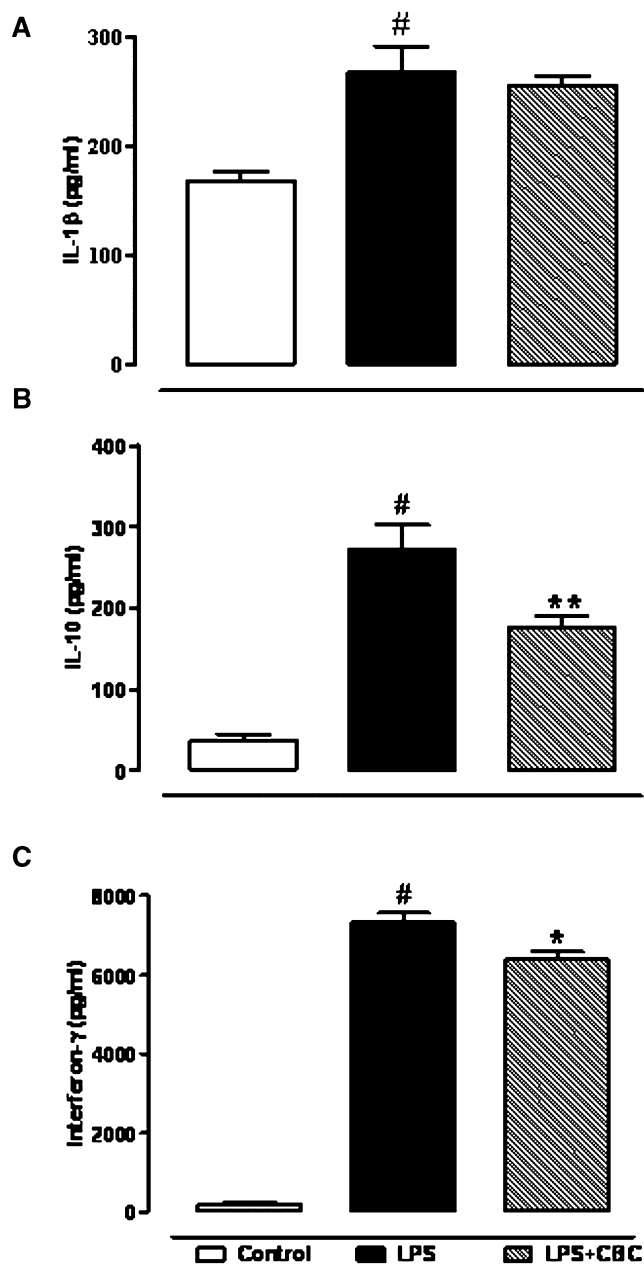 A
#
300
200
100
0
IL-1β (pg/ml)
B
400
300
200
100
0
IL-10 (pg/ml)
#
**
C
8000
6000
4000
2000
0
Interferon-γ (pg/ml)
#
*
Control LPS LPS+CBC